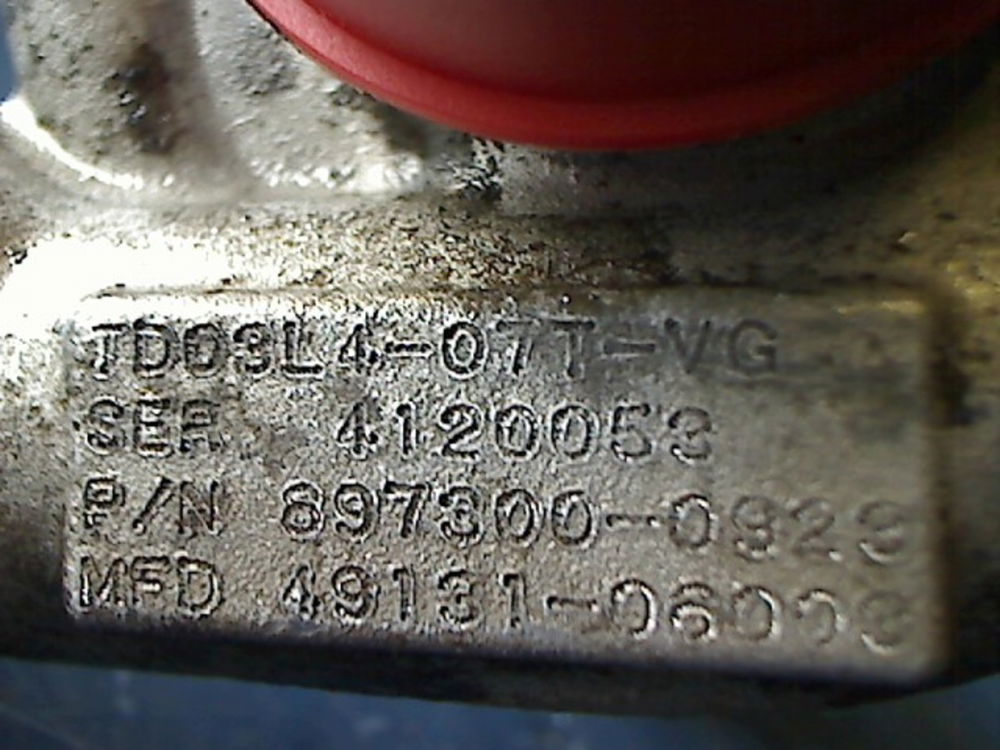 TD03L4-07T-VG
SER 4120053
P/N 897300-0923
MFD 49131-06003